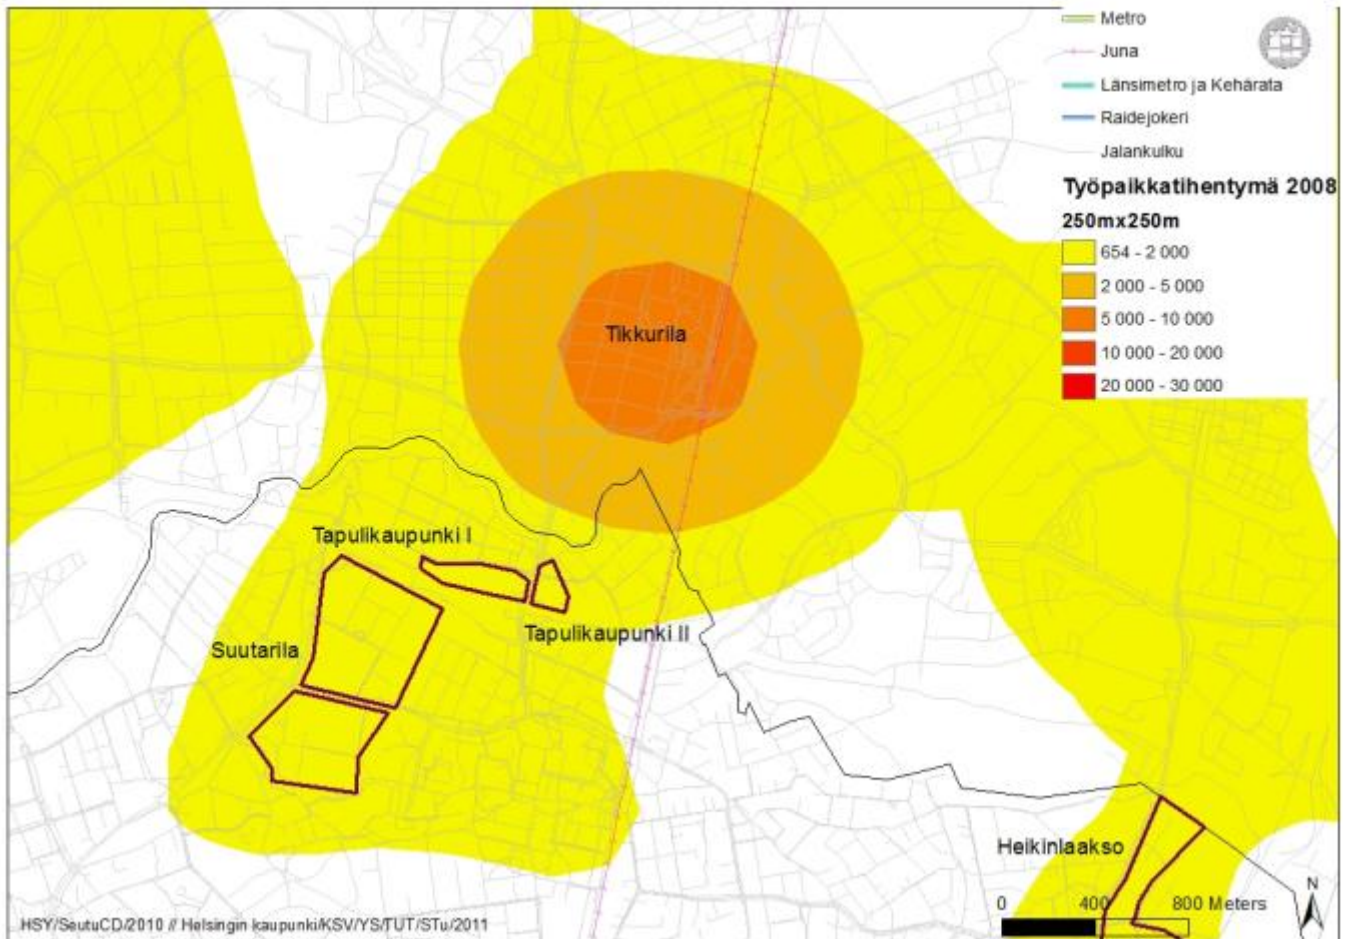 Metro
Juna
Länsimetro ja Kehärata
Raidejokeri
Jalankulku
Työpaikkatihentymä 2008
250mx250m
654 - 2 000
2 000 - 5 000
5 000 - 10 000
10 000 - 20 000
20 000 - 30 000
Tikkurila
Tapulikaupunki I
Tapulikaupunki II
Suutarila
Heikinlaakso
N
0 400 800 Meters
HSY/SeutuCD/2010 // Helsingin kaupunki/KSV/YS/TUT/STu/2011